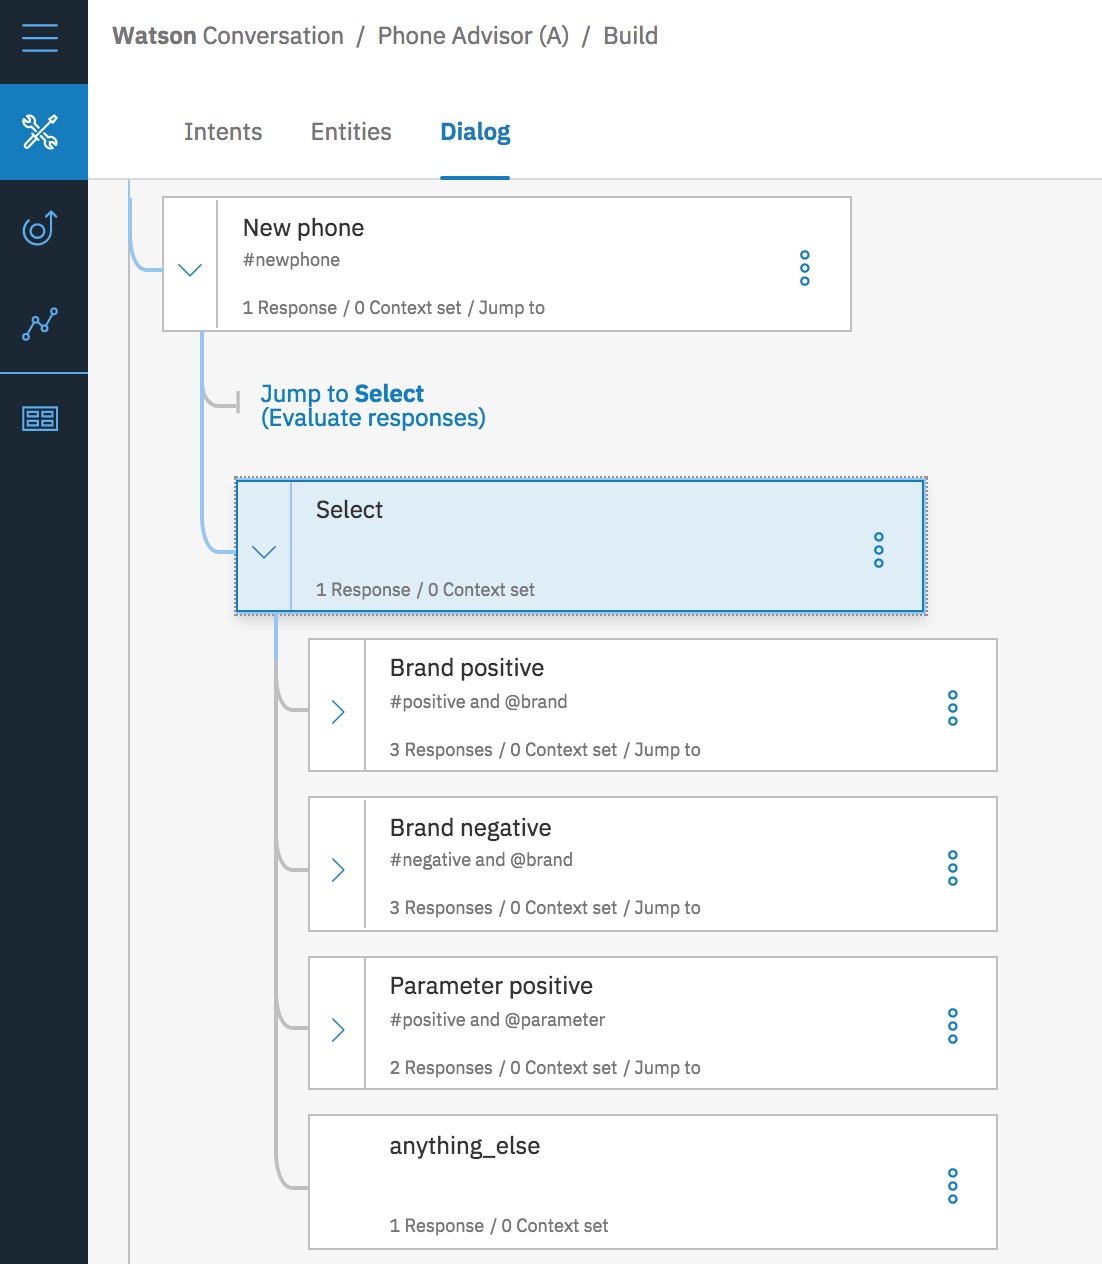 Watson Conversation / Phone Advisor (A) / Build
Intents Entities Dialog
New phone
#newphone
1 Response / 0 Context set / Jump to
Jump to Select
(Evaluate responses)
Select
1 Response / 0 Context set
Brand positive
#positive and @brand
3 Responses / 0 Context set / Jump to
Brand negative
#negative and @brand
3 Responses / 0 Context set / Jump to
Parameter positive
#positive and @parameter
2 Responses / 0 Context set / Jump to
anything_else
1 Response / 0 Context set